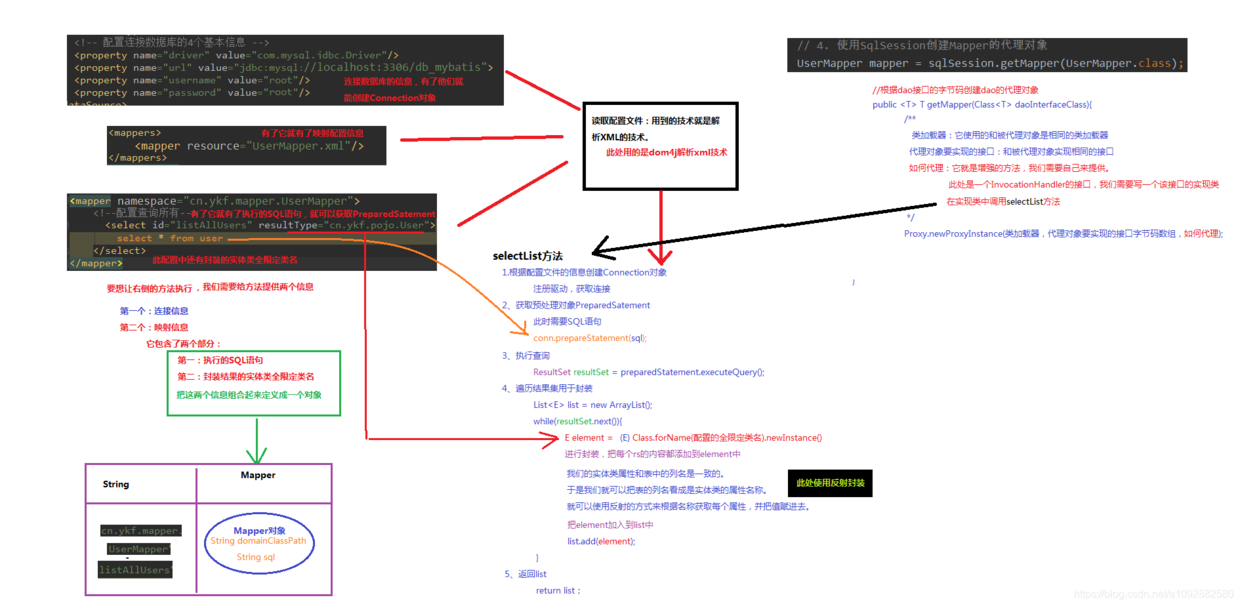 <!-- 配置连接数据库的4个基本信息 -->
<property name="driver" value="com.mysql.jdbc.Driver"/>
<property name="url" value="jdbc:mysql://localhost:3306/db_mybatis">
<property name="username" value="root"/> 连接数据库的信息，有了他们就
<property name="password" value="root"/> 能创建Connection对象
ataSource>
<mappers> 有了它就有了映射配置信息
<mapper resource="UserMapper.xml"/>
</mappers>
<mapper namespace="cn.ykf.mapper.UserMapper">
<!--配置查询所有-- 有了它就有了执行的SQL语句，就可以获取PreparedSatement
<select id="listAllUsers" resultType="cn.ykf.pojo.User">
select * from user
</select>
</mapper> 此配置中还有封装的实体类全限定类名
要想让右侧的方法执行，我们需要给方法提供两个信息
第一个：连接信息
第二个：映射信息
它包含了两个部分：
第一：执行的SQL语句
第二：封装结果的实体类全限定类名
把这两个信息组合起来定义成一个对象
String Mapper
cn.ykf.mapper.
UserMapper
.
listAllUsers
Mapper对象
String domainClassPath
String sql
读取配置文件：用到的技术就是解
析XML的技术。
此处用的是dom4j解析xml技术
selectList方法
1.根据配置文件的信息创建Connection对象
注册驱动，获取连接
2、获取预处理对象PreparedSatement
此时需要SQL语句
conn.prepareStatement(sql);
3、执行查询
ResultSet resultSet = preparedStatement.executeQuery();
4、遍历结果集用于封装
List<E> list = new ArrayList();
while(resultSet.next()){
E element = (E) Class.forName(配置的全限定类名).newInstance()
进行封装，把每个rs的内容都添加到element中
我们的实体类属性和表中的列名是一致的。
于是我们就可以把表的列名看成是实体类的属性名称。
就可以使用反射的方式来根据名称获取每个属性，并把值赋进去。
此处使用反射封装
把element加入到list中
list.add(element);
}
5、返回list
return list；
// 4. 使用SqlSession创建Mapper的代理对象
UserMapper mapper = sqlSession.getMapper(UserMapper.class);
//根据dao接口的字节码创建dao的代理对象
public <T> T getMapper(Class<T> daoInterfaceClass){
/**
类加载器：它使用的和被代理对象是相同的类加载器
代理对象要实现的接口：和被代理对象实现相同的接口
如何代理：它就是增强的方法，我们需要自己来提供。
此处是一个InvocationHandler的接口，我们需要写一个该接口的实现类
在实现类中调用selectList方法
*/
Proxy.newProxyInstance(类加载器，代理对象要实现的接口字节码数组，如何代理);
}
https://blog.csdn.net/s1092882580